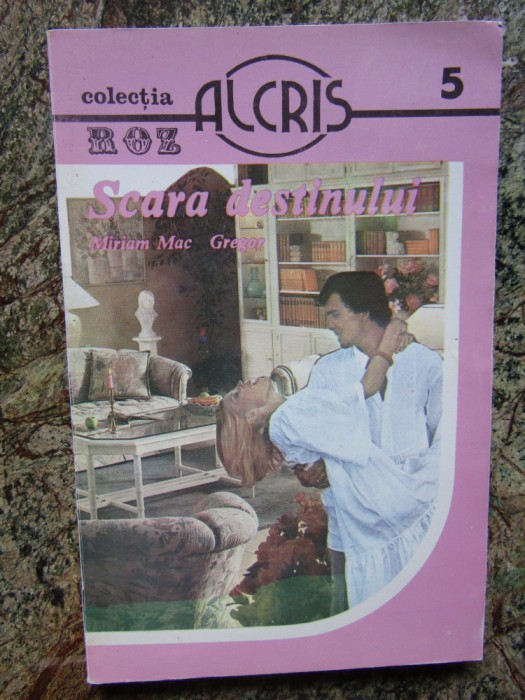 colecția
ALCRIS
5
ROZ
Scara destinului
Miriam Mac Gregor